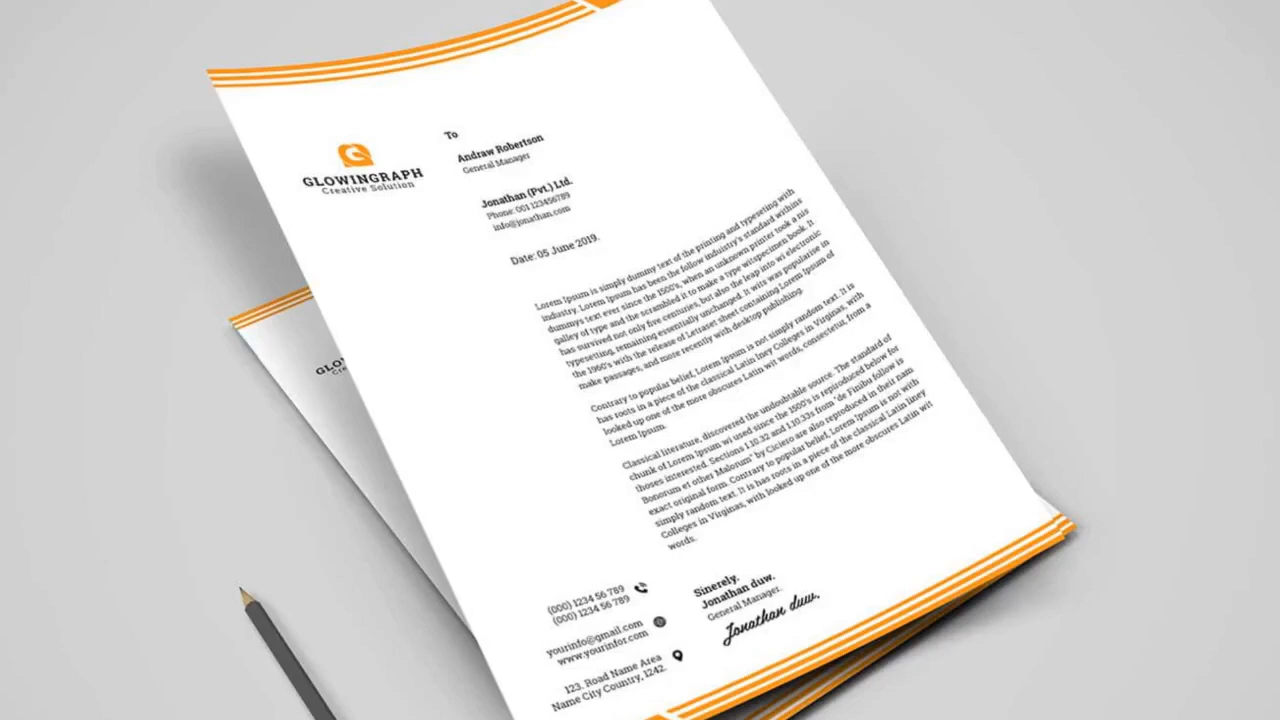 GLOWINGRAPH
Creative Solution
To
Andraw Robertson
General Manager
Jonathan (Pvt.) Ltd.
Phone: 001 123456789
info@jonathan.com
Date: 05 June 2019.
Lorem Ipsum is simply dummy text of the printing and typeseting with
industry. Lorem Ipsum has been the follow industry's standard withins
dummys text ever since the 1500's, when an unknown printer took a nis
galley of type and the scrambled it to make a type witspecimen book. It
has survived not only five centuries, but also the leap into wi electronic
typesetting, remaining essentially unchanged. It wits was popularise in
the 1960's with the release of Letraset sheet containing Lorem Ipsum of
make passages, and more recently with desktop publishing.
Contrary to popular belief, Lorem Ipsum is not simply random text. It is
has roots in a piece of the classical Latin lney Colleges in Virginas, with
looked up one of the more obscures Latin wit words, consectetur, from a
Lorem Ipsum.
Classical literature, discovered the undoubtable source. The standard of
chunk of Lorem Ipsum wi used since the 1500's is reproduced below for
thoses interested. Sections 1.10.32 and 1.10.33s from "de Finibu follow is
Bonorum et other Malorum" by Ciciero are also reproduced in their nam
exact original form. Contrary to popular belief, Lorem Ipsum is not with
simply random text. It is has roots in a piece of the classical Latin liney
Colleges in Virginas, with looked up one of the more obscures Latin wit
words.
Sinerely.
Jonathan duw.
General Manager.
Jonathan duw.
(000) 1234 56 789
(000) 1234 56 789
yourinfo@gmail.com
www.yourinfor.com
123. Road Name Area
Name City Country, 1242.
GLOW